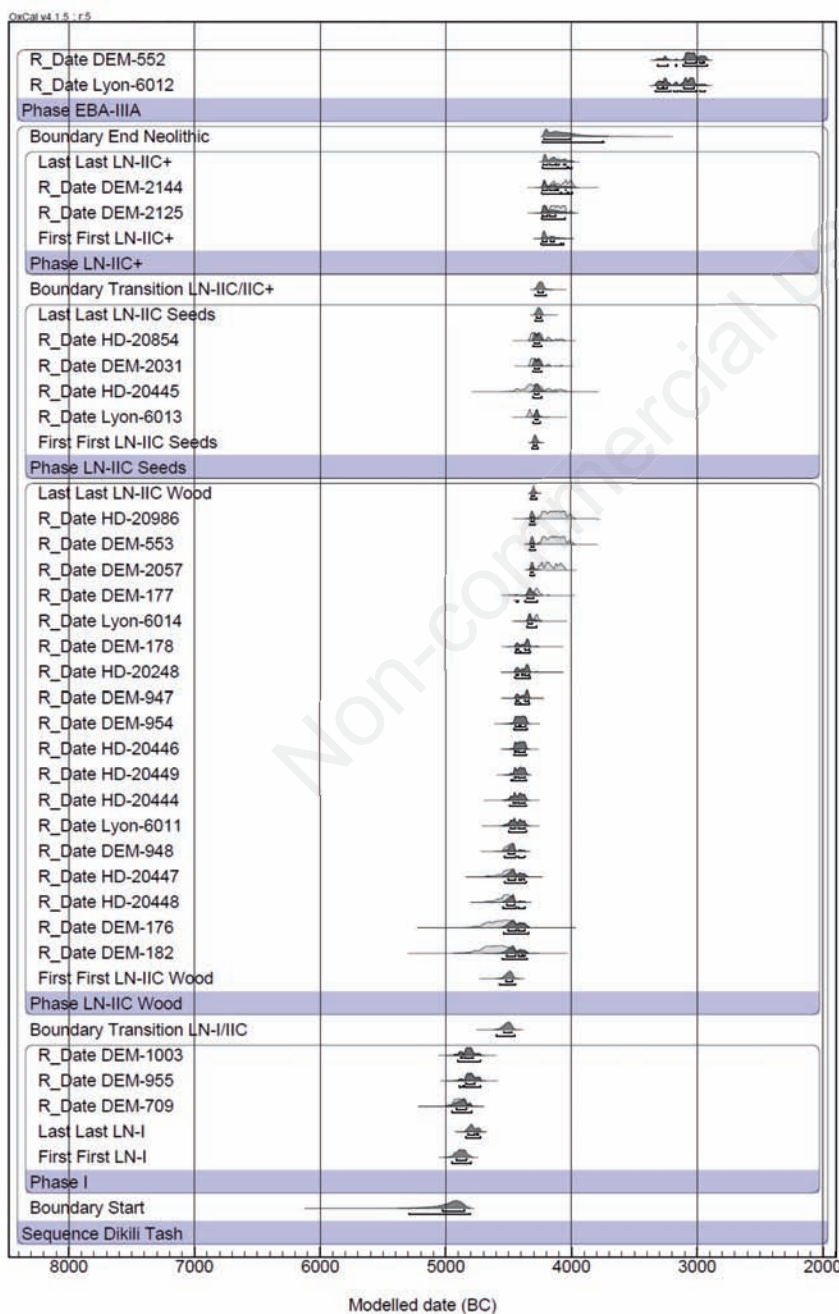 OxCal v4.1.5 ; r:5
R_Date DEM-552
R_Date Lyon-6012
Phase EBA-IIIA
Boundary End Neolithic
Last Last LN-IIC+
R_Date DEM-2144
R_Date DEM-2125
First First LN-IIC+
Phase LN-IIC+
Boundary Transition LN-IIC/IIC+
Last Last LN-IIC Seeds
R_Date HD-20854
R_Date DEM-2031
R_Date HD-20445
R_Date Lyon-6013
First First LN-IIC Seeds
Phase LN-IIC Seeds
Last Last LN-IIC Wood
R_Date HD-20986
R_Date DEM-553
R_Date DEM-2057
R_Date DEM-177
R_Date Lyon-6014
R_Date DEM-178
R_Date HD-20248
R_Date DEM-947
R_Date DEM-954
R_Date HD-20446
R_Date HD-20449
R_Date HD-20444
R_Date Lyon-6011
R_Date DEM-948
R_Date HD-20447
R_Date HD-20448
R_Date DEM-176
R_Date DEM-182
First First LN-IIC Wood
Phase LN-IIC Wood
Boundary Transition LN-I/IIC
R_Date DEM-1003
R_Date DEM-955
R_Date DEM-709
Last Last LN-I
First First LN-I
Phase I
Boundary Start
Sequence Dikili Tash
8000 7000 6000 5000 4000 3000 2000
Modelled date (BC)
Non-commercial us